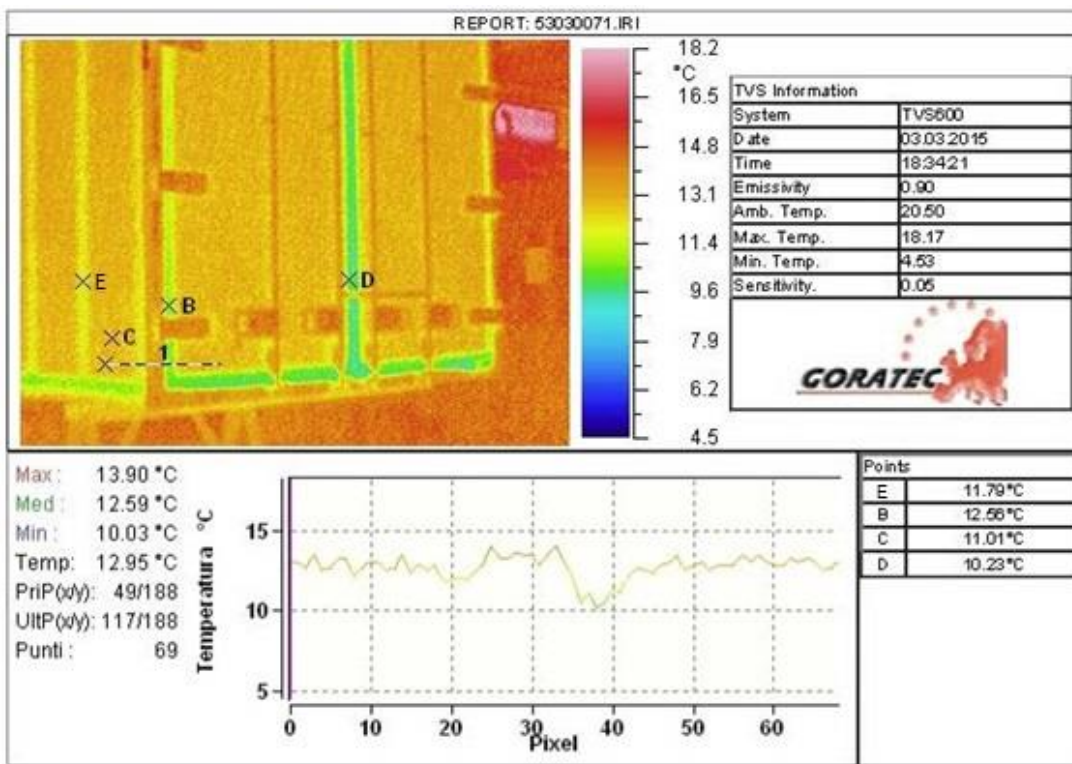 REPORT: 53030071.IRI
18.2
°C
16.5
14.8
13.1
11.4
9.6
7.9
6.2
4.5
E
B
D
C
1
TVS Information
System TVS600
Date 03.03.2015
Time 18:34:21
Emissivity 0.90
Amb. Temp. 20.50
Max. Temp. 18.17
Min. Temp. 4.53
Sensitivity. 0.05
GORATEC
Max : 13.90 °C
Med : 12.59 °C
Min : 10.03 °C
Temp: 12.95 °C
PriP(x/y): 49/188
UltP(x/y): 117/188
Punti : 69
Temperatura °C
15
10
5
0 10 20 30 40 50 60
Pixel
Points
E 11.79°C
B 12.56°C
C 11.01°C
D 10.23°C